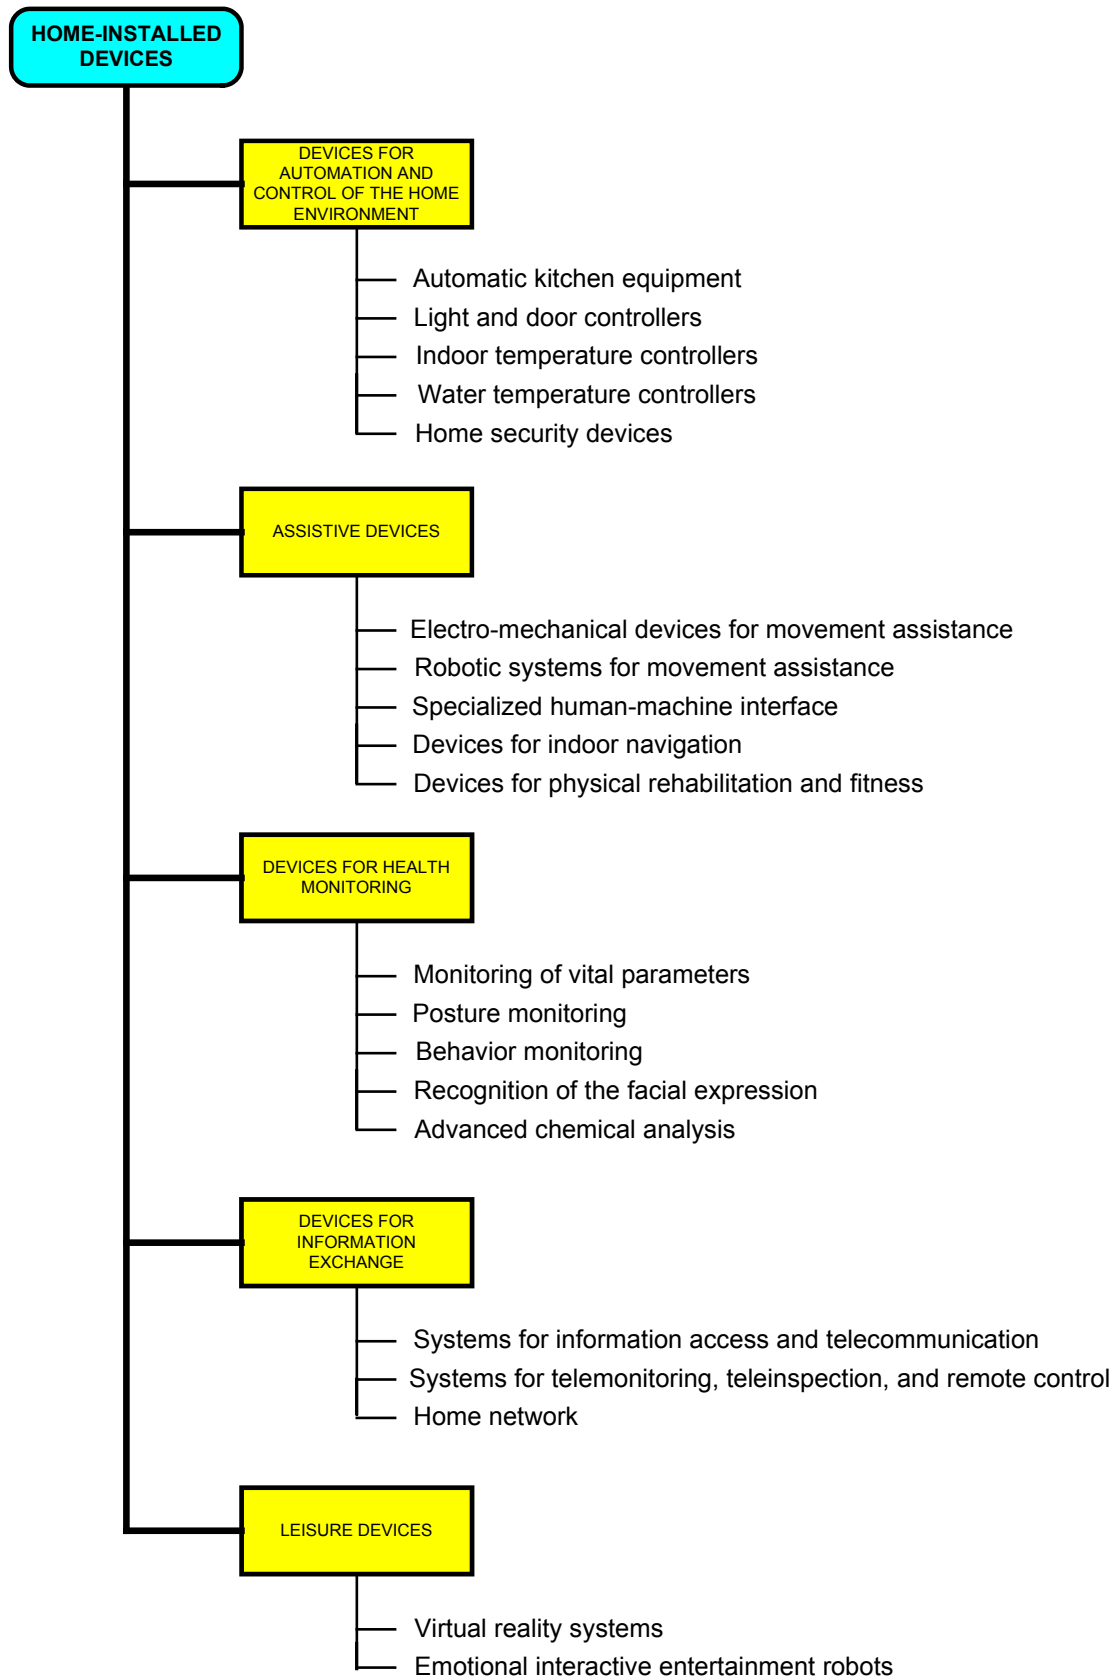 HOME-INSTALLED
DEVICES
DEVICES FOR
AUTOMATION AND
CONTROL OF THE HOME
ENVIRONMENT
Automatic kitchen equipment
Light and door controllers
Indoor temperature controllers
Water temperature controllers
Home security devices
ASSISTIVE DEVICES
Electro-mechanical devices for movement assistance
Robotic systems for movement assistance
Specialized human-machine interface
Devices for indoor navigation
Devices for physical rehabilitation and fitness
DEVICES FOR HEALTH
MONITORING
Monitoring of vital parameters
Posture monitoring
Behavior monitoring
Recognition of the facial expression
Advanced chemical analysis
DEVICES FOR
INFORMATION
EXCHANGE
Systems for information access and telecommunication
Systems for telemonitoring, teleinspection, and remote control
Home network
LEISURE DEVICES
Virtual reality systems
Emotional interactive entertainment robots